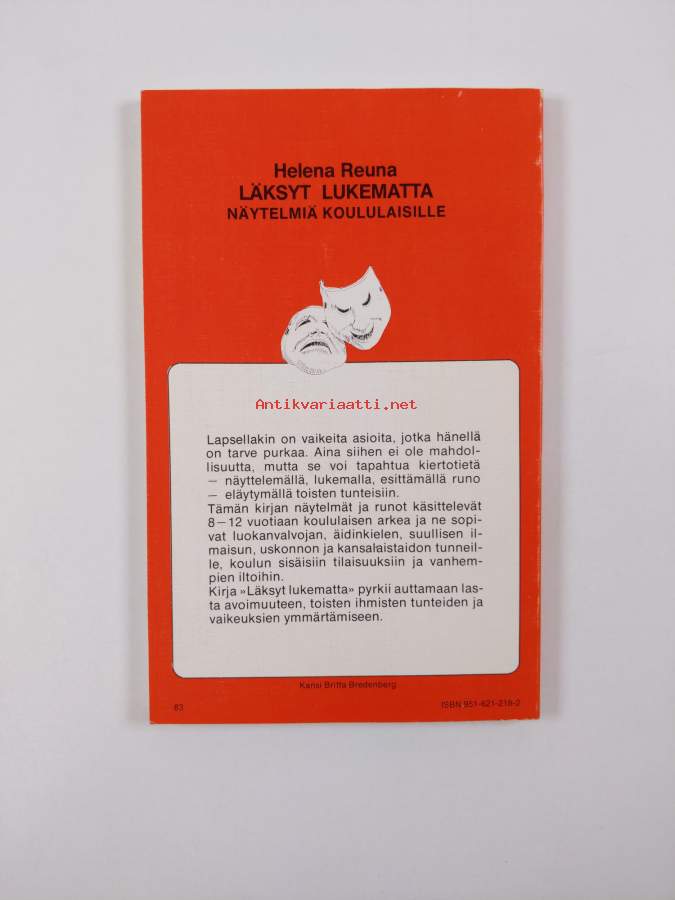 Helena Reuna
LÄKSYT LUKEMATTA
NÄYTELMIÄ KOULULAISILLE
Antikvariaatti.net
Lapsellakin on vaikeita asioita, jotka hänellä
on tarve purkaa. Aina siihen ei ole mahdol-
lisuutta, mutta se voi tapahtua kiertotietä
— näyttelemällä, lukemalla, esittämällä runo
— eläytymällä toisten tunteisiin.
Tämän kirjan näytelmät ja runot käsittelevät
8—12 vuotiaan koululaisen arkea ja ne sopi-
vat luokanvalvojan, äidinkielen, suullisen il-
maisun, uskonnon ja kansalaistaidon tunneil-
le, koulun sisäisiin tilaisuuksiin ja vanhem-
pien iltoihin.
Kirja »Läksyt lukematta» pyrkii auttamaan las-
ta avoimuuteen, toisten ihmisten tunteiden ja
vaikeuksien ymmärtämiseen.
Kansi Britta Bredenberg
83
ISBN 951-621-218-2